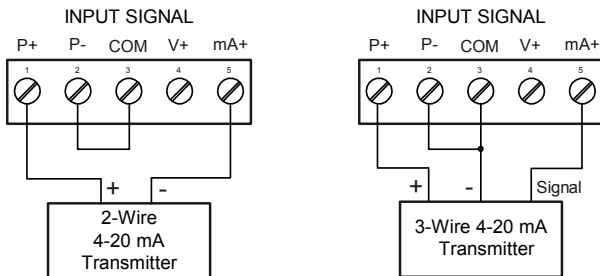 INPUT SIGNAL
P+ P- COM V+ mA+
1 2 3 4 5
+ -
2-Wire
4-20 mA
Transmitter
INPUT SIGNAL
P+ P- COM V+ mA+
1 2 3 4 5
+ - Signal
3-Wire 4-20 mA
Transmitter